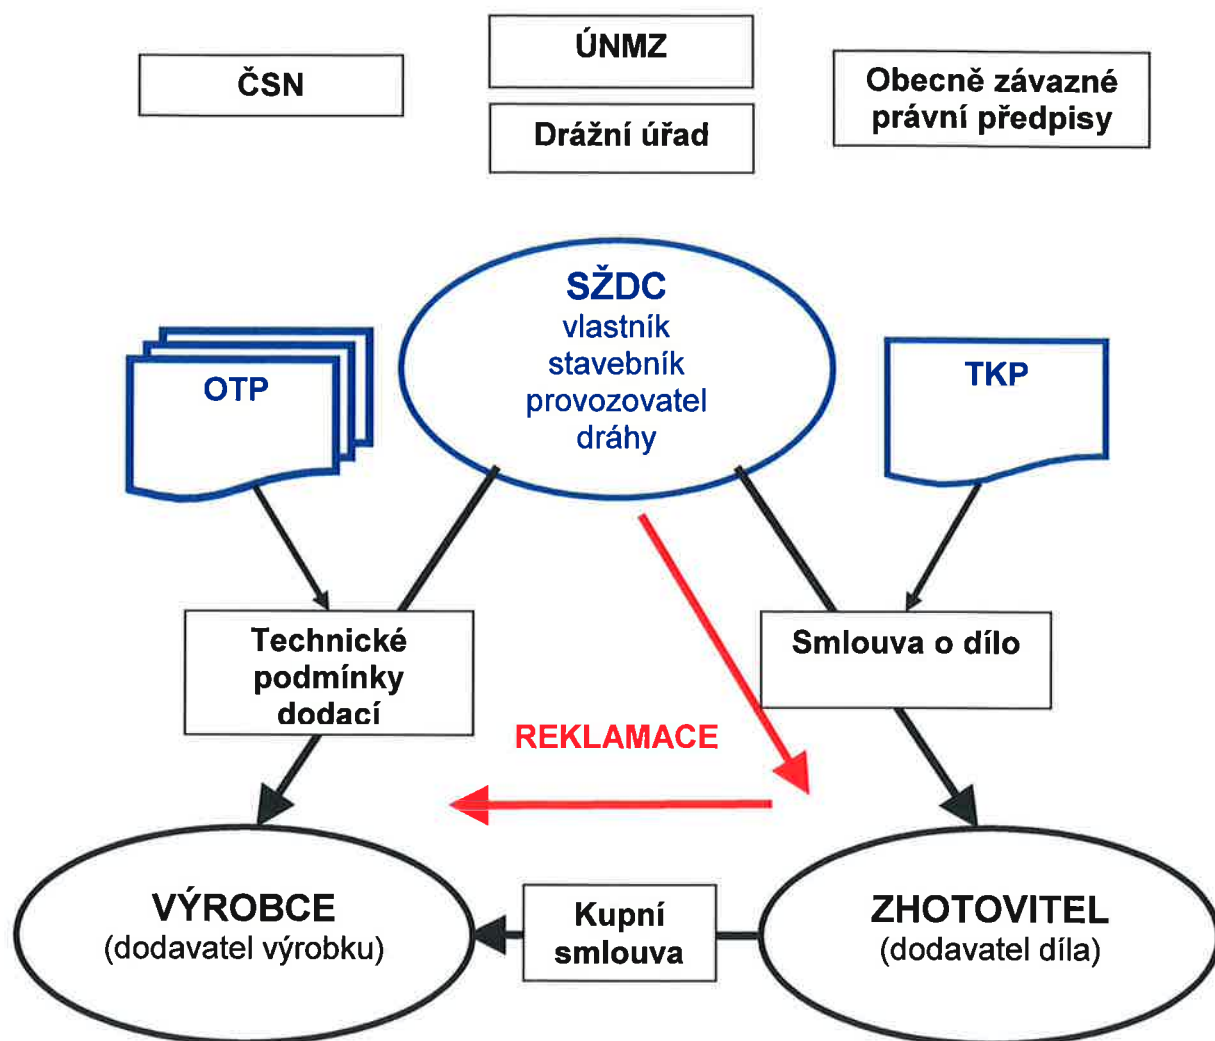 ČSN
ÚNMZ
Drážní úřad
Obecně závazné
právní předpisy
SŽDC
vlastník
stavebník
provozovatel
dráhy
OTP
TKP
Technické
podmínky
dodací
Smlouva o dílo
REKLAMACE
VÝROBCE
(dodavatel výrobku)
Kupní
smlouva
ZHOTOVITEL
(dodavatel díla)